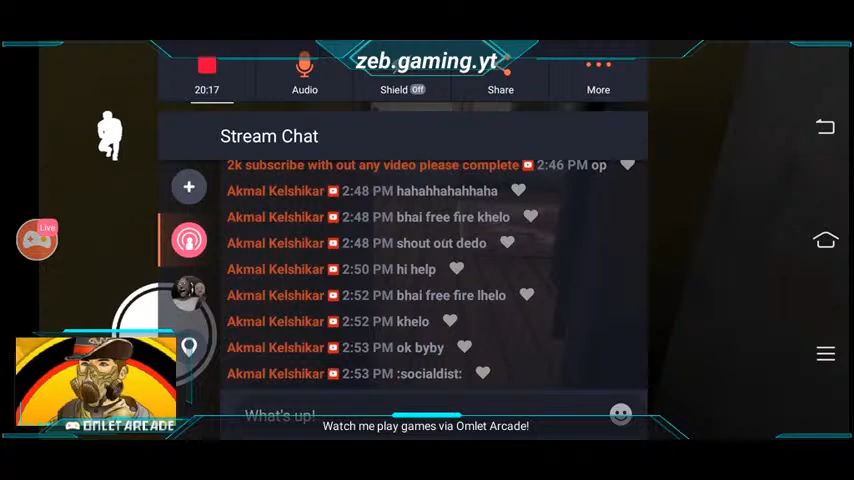 zeb.gaming.yt
20:17
Audio
Shield Off
Share
More
Stream Chat
2k subscribe with out any video please complete 2:46 PM op
Akmal Kelshikar 2:48 PM hahahhahahhaha
Akmal Kelshikar 2:48 PM bhai free fire khelo
Akmal Kelshikar 2:48 PM shout out dedo
Akmal Kelshikar 2:50 PM hi help
Akmal Kelshikar 2:52 PM bhai free fire lhelo
Akmal Kelshikar 2:52 PM khelo
Akmal Kelshikar 2:53 PM ok byby
Akmal Kelshikar 2:53 PM :socialdist:
Live
What's up!
OMLET ARCADE
Watch me play games via Omlet Arcade!